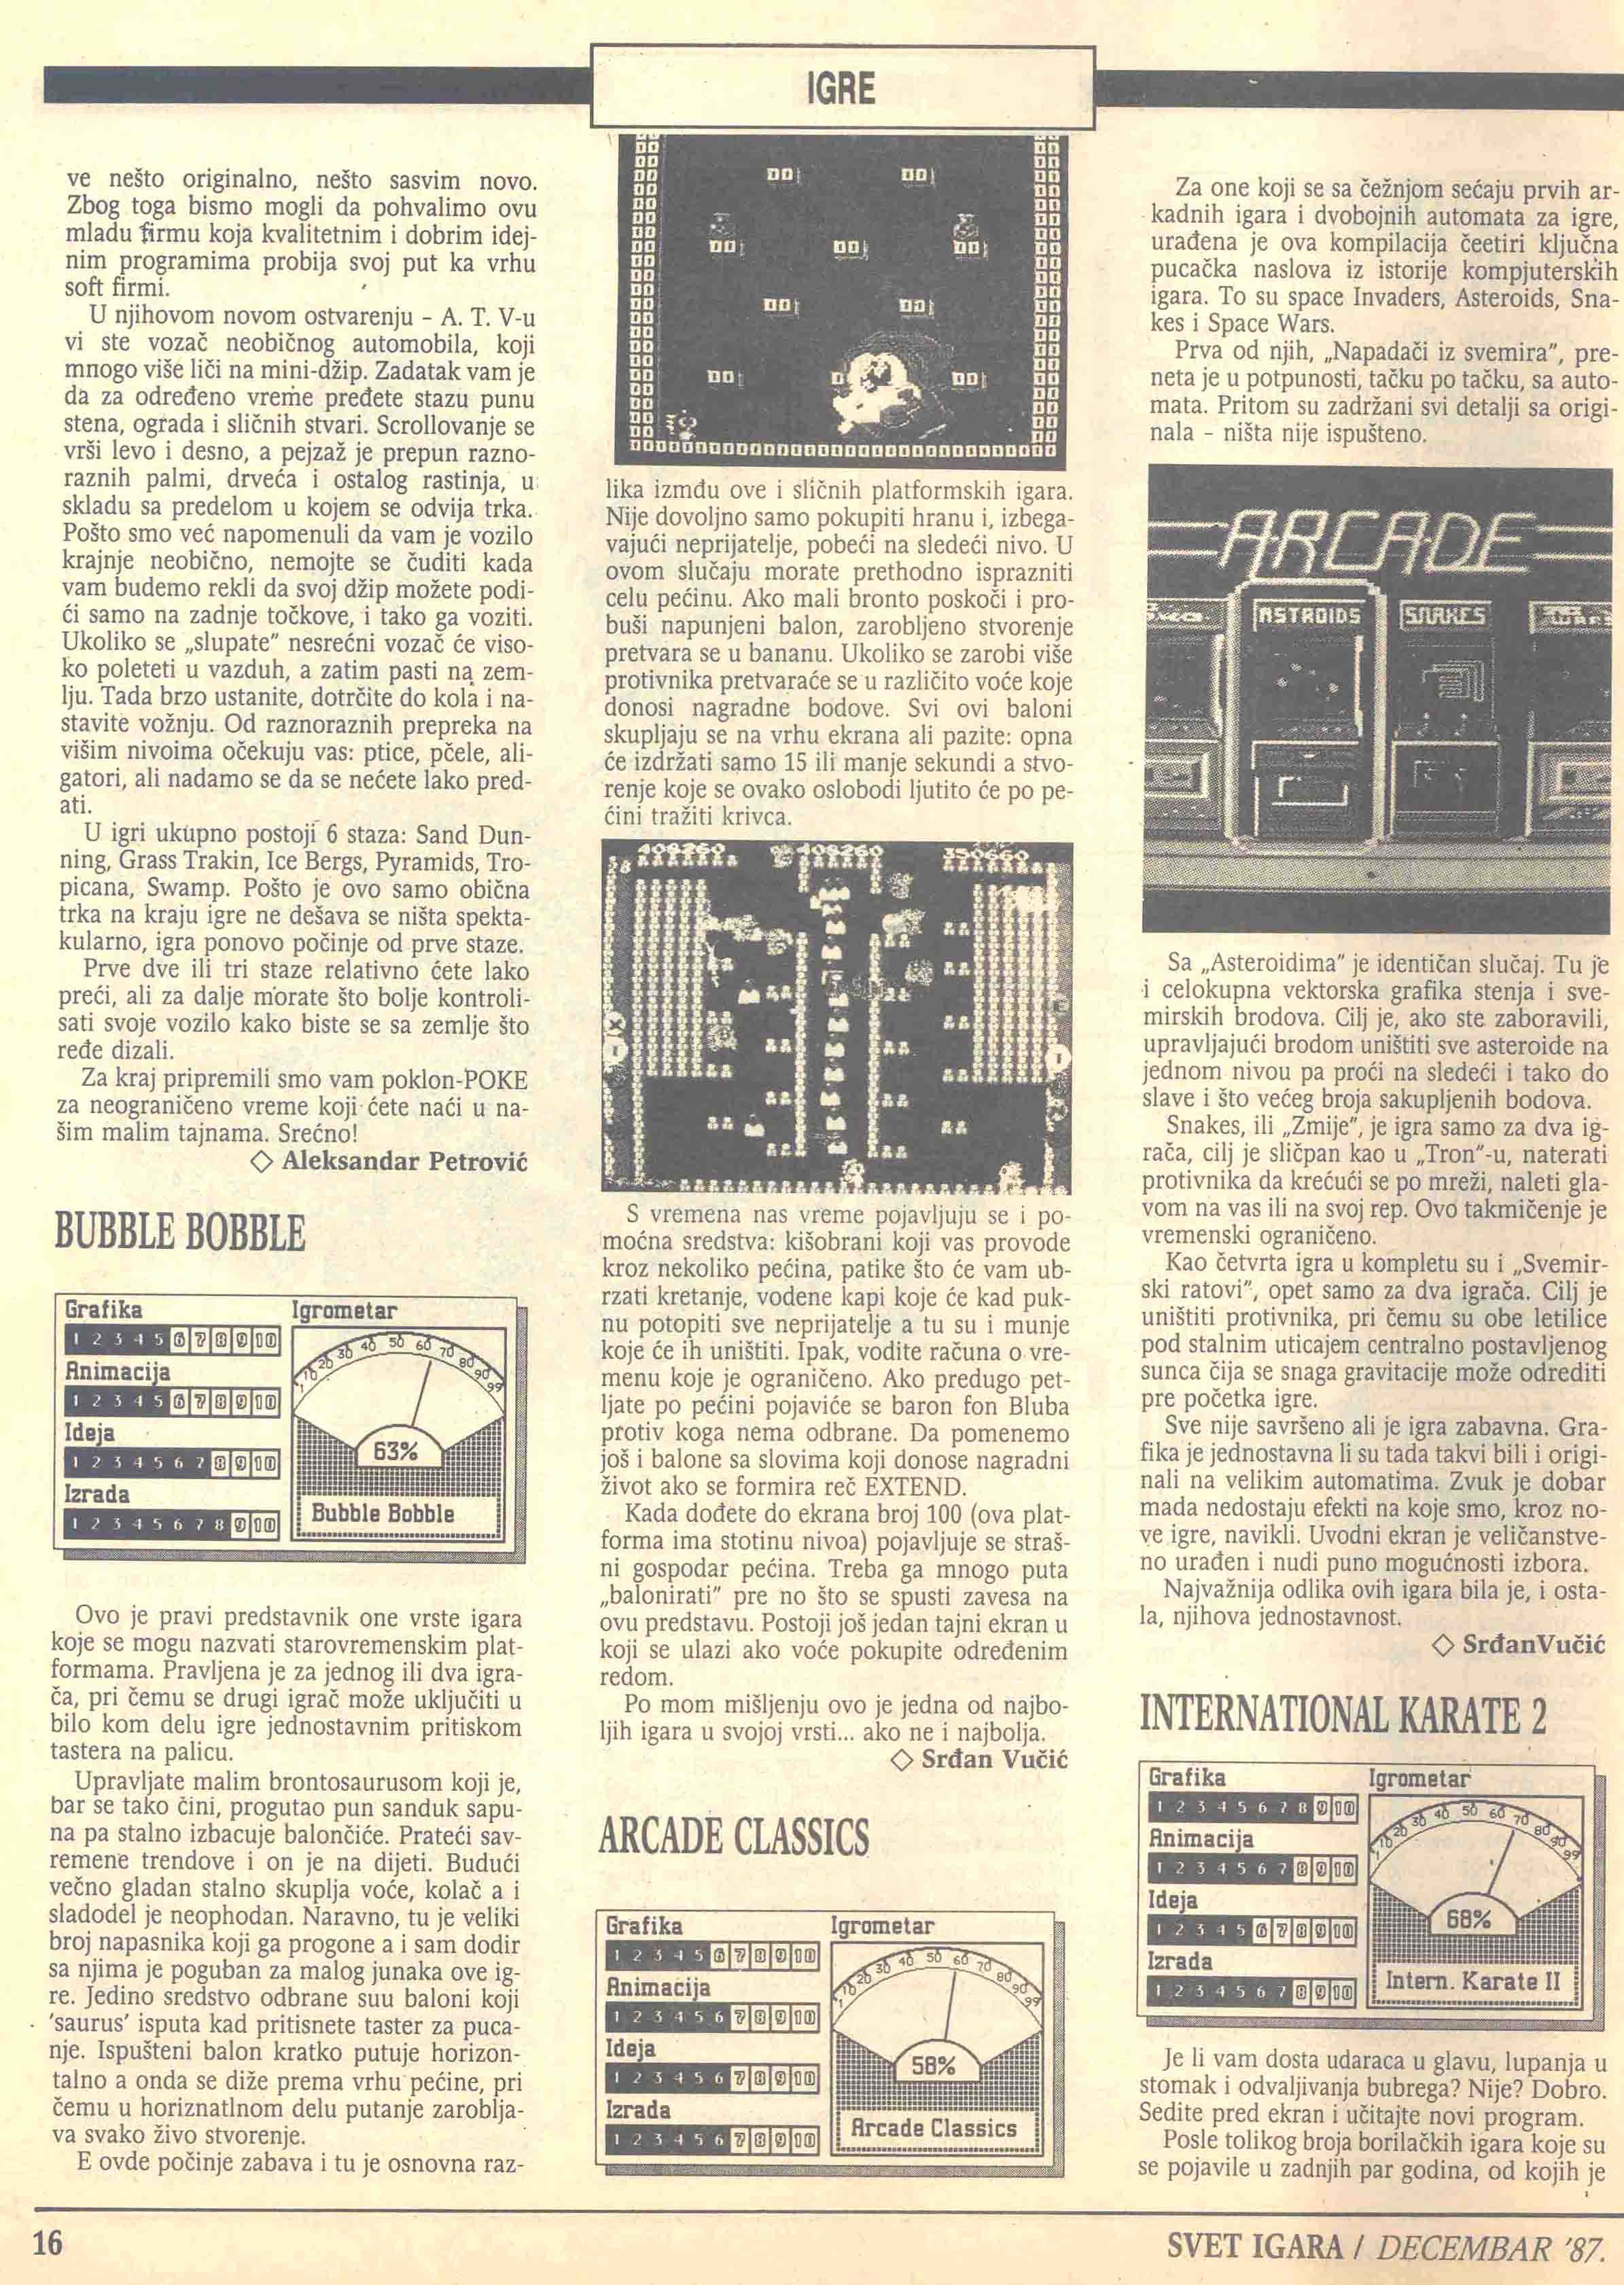 IGRE
ve nešto originalno, nešto sasvim novo.
Zbog toga bismo mogli da pohvalimo ovu
mladu firmu koja kvalitetnim i dobrim idej-
nim programima probija svoj put ka vrhu
soft firmi.
U njihovom novom ostvarenju - A. T. V-u
vi ste vozač neobičnog automobila, koji
mnogo više liči na mini-džip. Zadatak vam je
da za određeno vreme pređete stazu punu
stena, ograda i sličnih stvari. Scrollovanje se
vrši levo i desno, a pejzaž je prepun razno-
raznih palmi, drveća i ostalog rastinja, u
skladu sa predelom u kojem se odvija trka.
Pošto smo već napomenuli da vam je vozilo
krajnje neobično, nemojte se čuditi kada
vam budemo rekli da svoj džip možete podi-
ći samo na zadnje točkove, i tako ga voziti.
Ukoliko se „slupate" nesrećni vozač će viso-
ko poleteti u vazduh, a zatim pasti na zem-
lju. Tada brzo ustanite, dotrčite do kola i na-
stavite vožnju. Od raznoraznih prepreka na
višim nivoima očekuju vas: ptice, pčele, ali-
gatori, ali nadamo se da se nećete lako pred-
ati.
U igri ukupno postoji 6 staza: Sand Dun-
ning, Grass Trakin, Ice Bergs, Pyramids, Tro-
picana, Swamp. Pošto je ovo samo obična
trka na kraju igre ne dešava se ništa spekta-
kularno, igra ponovo počinje od prve staze.
Prve dve ili tri staze relativno ćete lako
preći, ali za dalje morate što bolje kontroli-
sati svoje vozilo kako biste se sa zemlje što
ređe dizali.
Za kraj pripremili smo vam poklon-POKE
za neograničeno vreme koji ćete naći u na-
šim malim tajnama. Srećno!
◇ Aleksandar Petrović
BUBBLE BOBBLE
Grafika
1 2 3 4 5 6 7 8 9 10
Animacija
1 2 3 4 5 6 7 8 9 10
Ideja
1 2 3 4 5 6 7 8 9 10
Izrada
1 2 3 4 5 6 7 8 9 10
Igrometar
1 10 20 30 40 50 60 70 80 90 99
63%
Bubble Bobble
Ovo je pravi predstavnik one vrste igara
koje se mogu nazvati starovremenskim plat-
formama. Pravljena je za jednog ili dva igra-
ča, pri čemu se drugi igrač može uključiti u
bilo kom delu igre jednostavnim pritiskom
tastera na palicu.
Upravljate malim brontosaurusom koji je,
bar se tako čini, progutao pun sanduk sapu-
na pa stalno izbacuje balončiće. Prateći sav-
remene trendove i on je na dijeti. Budući
večno gladan stalno skuplja voće, kolač a i
sladodel je neophodan. Naravno, tu je veliki
broj napasnika koji ga progone a i sam dodir
sa njima je poguban za malog junaka ove ig-
re. Jedino sredstvo odbrane suu baloni koji
'saurus' isputa kad pritisnete taster za puca-
nje. Ispušteni balon kratko putuje horizon-
talno a onda se diže prema vrhu pećine, pri
čemu u horiznatlnom delu putanje zaroblja-
va svako živo stvorenje.
E ovde počinje zabava i tu je osnovna raz-
lika izmđu ove i sličnih platformskih igara.
Nije dovoljno samo pokupiti hranu i, izbega-
vajući neprijatelje, pobeći na sledeći nivo. U
ovom slučaju morate prethodno isprazniti
celu pećinu. Ako mali bronto poskoči i pro-
buši napunjeni balon, zarobljeno stvorenje
pretvara se u bananu. Ukoliko se zarobi više
protivnika pretvaraće se u različito voće koje
donosi nagradne bodove. Svi ovi baloni
skupljaju se na vrhu ekrana ali pazite: opna
će izdržati samo 15 ili manje sekundi a stvo-
renje koje se ovako oslobodi ljutito će po pe-
ćini tražiti krivca.
408260 408260 350660
28
S vremena nas vreme pojavljuju se i po-
moćna sredstva: kišobrani koji vas provode
kroz nekoliko pećina, patike što će vam ub-
rzati kretanje, vodene kapi koje će kad puk-
nu potopiti sve neprijatelje a tu su i munje
koje će ih uništiti. Ipak, vodite računa o vre-
menu koje je ograničeno. Ako predugo pet-
ljate po pećini pojaviće se baron fon Bluba
protiv koga nema odbrane. Da pomenemo
još i balone sa slovima koji donose nagradni
život ako se formira reč EXTEND.
Kada dođete do ekrana broj 100 (ova plat-
forma ima stotinu nivoa) pojavljuje se straš-
ni gospodar pećina. Treba ga mnogo puta
„balonirati" pre no što se spusti zavesa na
ovu predstavu. Postoji još jedan tajni ekran u
koji se ulazi ako voće pokupite određenim
redom.
Po mom mišljenju ovo je jedna od najbo-
ljih igara u svojoj vrsti... ako ne i najbolja.
◇ Srđan Vučić
ARCADE CLASSICS
Grafika
1 2 3 4 5 6 7 8 9 10
Animacija
1 2 3 4 5 6 7 8 9 10
Ideja
1 2 3 4 5 6 7 8 9 10
Izrada
1 2 3 4 5 6 7 8 9 10
Igrometar
1 10 20 30 40 50 60 70 80 90 99
58%
Arcade Classics
Za one koji se sa čežnjom sećaju prvih ar-
kadnih igara i dvobojnih automata za igre,
urađena je ova kompilacija čeetiri ključna
pucačka naslova iz istorije kompjuterskih
igara. To su space Invaders, Asteroids, Sna-
kes i Space Wars.
Prva od njih, „Napadači iz svemira", pre-
neta je u potpunosti, tačku po tačku, sa auto-
mata. Pritom su zadržani svi detalji sa origi-
nala - ništa nije ispušteno.
ARCADE
ASTROIDS SNAKES
Sa „Asteroidima" je identičan slučaj. Tu je
i celokupna vektorska grafika stenja i sve-
mirskih brodova. Cilj je, ako ste zaboravili,
upravljajući brodom uništiti sve asteroide na
jednom nivou pa proći na sledeći i tako do
slave i što većeg broja sakupljenih bodova.
Snakes, ili „Zmije", je igra samo za dva ig-
rača, cilj je sličpan kao u „Tron"-u, naterati
protivnika da krećući se po mreži, naleti gla-
vom na vas ili na svoj rep. Ovo takmičenje je
vremenski ograničeno.
Kao četvrta igra u kompletu su i „Svemir-
ski ratovi", opet samo za dva igrača. Cilj je
uništiti protivnika, pri čemu su obe letilice
pod stalnim uticajem centralno postavljenog
sunca čija se snaga gravitacije može odrediti
pre početka igre.
Sve nije savršeno ali je igra zabavna. Gra-
fika je jednostavna li su tada takvi bili i origi-
nali na velikim automatima. Zvuk je dobar
mada nedostaju efekti na koje smo, kroz no-
ve igre, navikli. Uvodni ekran je veličanstve-
no urađen i nudi puno mogućnosti izbora.
Najvažnija odlika ovih igara bila je, i osta-
la, njihova jednostavnost.
◇ SrđanVučić
INTERNATIONAL KARATE 2
Grafika
1 2 3 4 5 6 7 8 9 10
Animacija
1 2 3 4 5 6 7 8 9 10
Ideja
1 2 3 4 5 6 7 8 9 10
Izrada
1 2 3 4 5 6 7 8 9 10
Igrometar
1 10 20 30 40 50 60 70 80 90 99
68%
Intern. Karate II
Je li vam dosta udaraca u glavu, lupanja u
stomak i odvaljivanja bubrega? Nije? Dobro.
Sedite pred ekran i učitajte novi program.
Posle tolikog broja borilačkih igara koje su
se pojavile u zadnjih par godina, od kojih je
16
SVET IGARA / DECEMBAR '87.